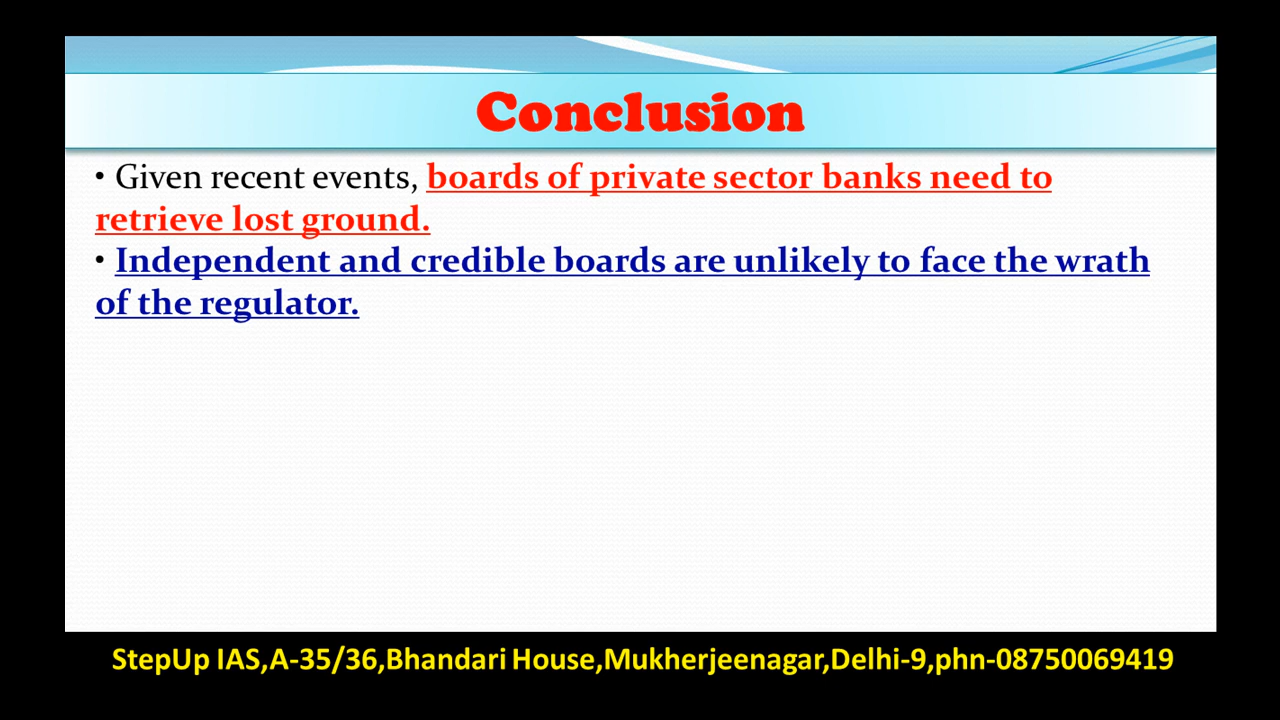 Conclusion
• Given recent events, boards of private sector banks need to
retrieve lost ground.
• Independent and credible boards are unlikely to face the wrath
of the regulator.
StepUp IAS,A-35/36,Bhandari House,Mukherjeenagar,Delhi-9,phn-08750069419